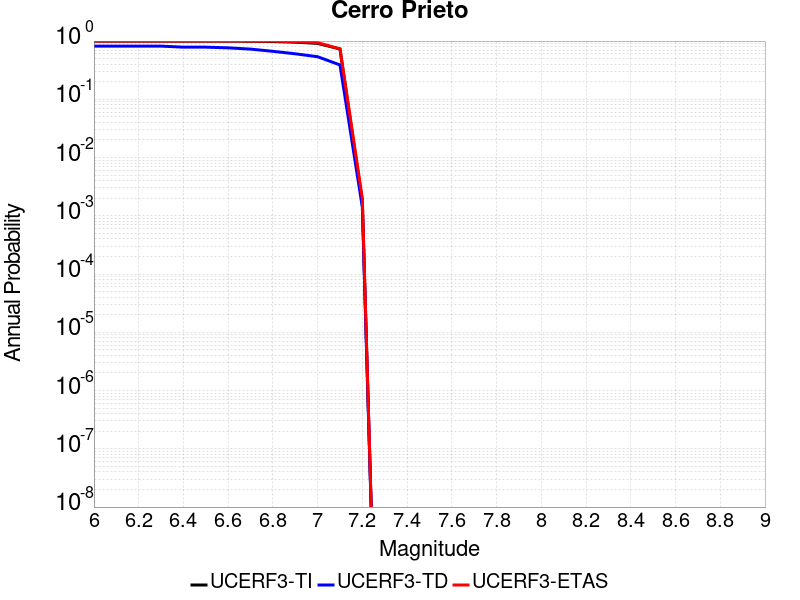 Cerro Prieto
Annual Probability
10^0
10^-1
10^-2
10^-3
10^-4
10^-5
10^-6
10^-7
10^-8
6 6.2 6.4 6.6 6.8 7 7.2 7.4 7.6 7.8 8 8.2 8.4 8.6 8.8 9
Magnitude
UCERF3-TI UCERF3-TD UCERF3-ETAS